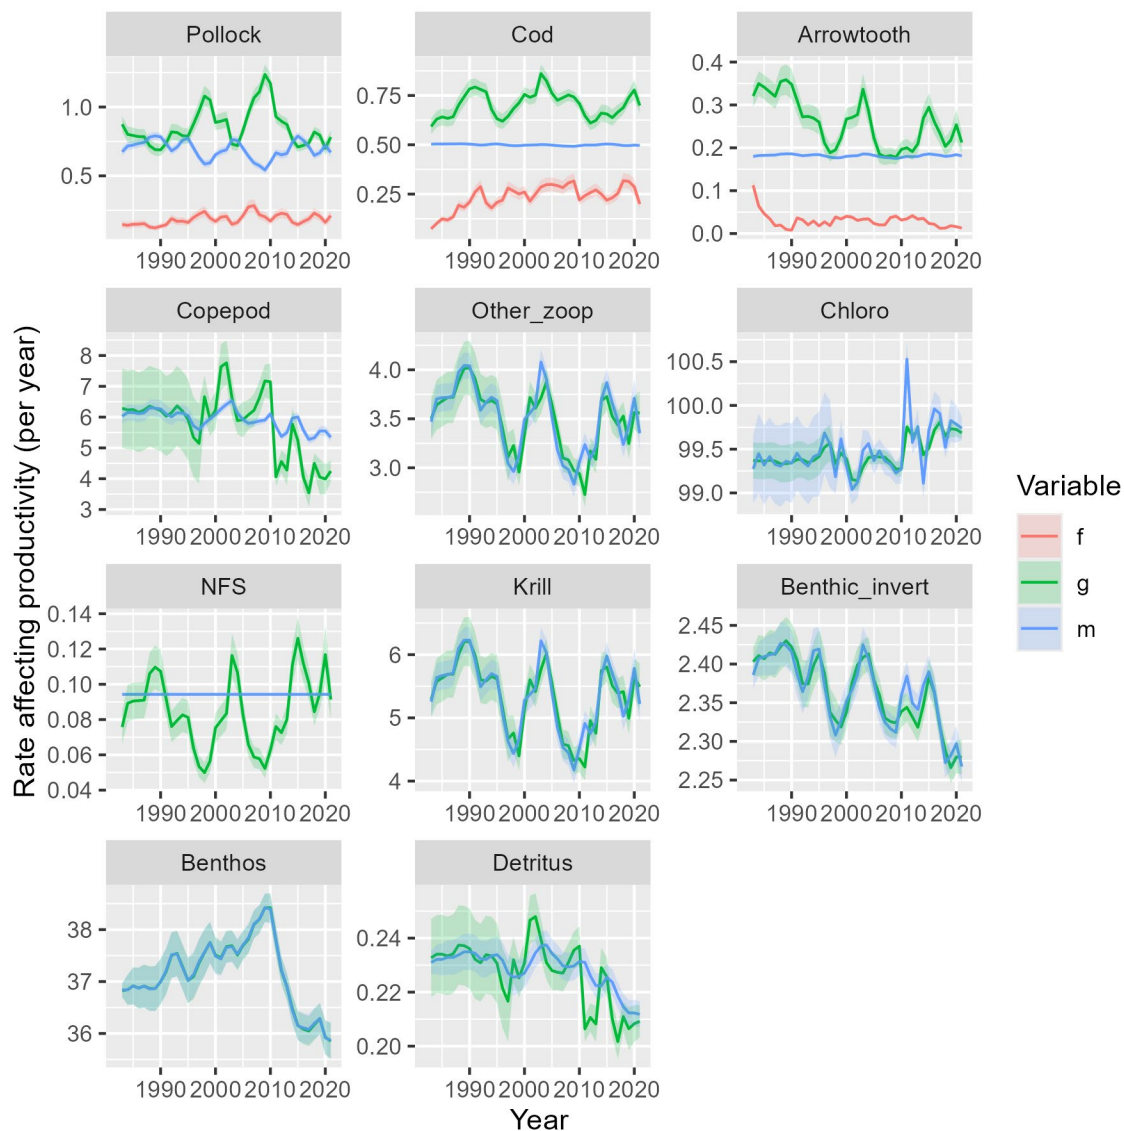 Pollock
Cod
Arrowtooth
1.0
0.5
0.75
0.50
0.25
0.4
0.3
0.2
0.1
0.0
1990 2000 2010 2020
1990 2000 2010 2020
1990 2000 2010 2020
Copepod
Other_zoop
Chloro
8
7
6
5
4
3
4.0
3.5
3.0
100.5
100.0
99.5
99.0
1990 2000 2010 2020
1990 2000 2010 2020
1990 2000 2010 2020
Rate affecting productivity (per year)
NFS
Krill
Benthic_invert
0.14
0.12
0.10
0.08
0.06
0.04
6
5
4
2.45
2.40
2.35
2.30
2.25
1990 2000 2010 2020
1990 2000 2010 2020
1990 2000 2010 2020
Benthos
Detritus
38
37
36
0.24
0.22
0.20
1990 2000 2010 2020
1990 2000 2010 2020
Year
Variable
f
g
m